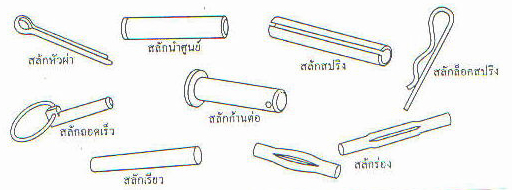 สลักหัวผ่า
สลักนำศูนย์
สลักสปริง
สลักล็อกสปริง
สลักถอดเร็ว
สลักก้านต่อ
สลักเรียว
สลักร่อง